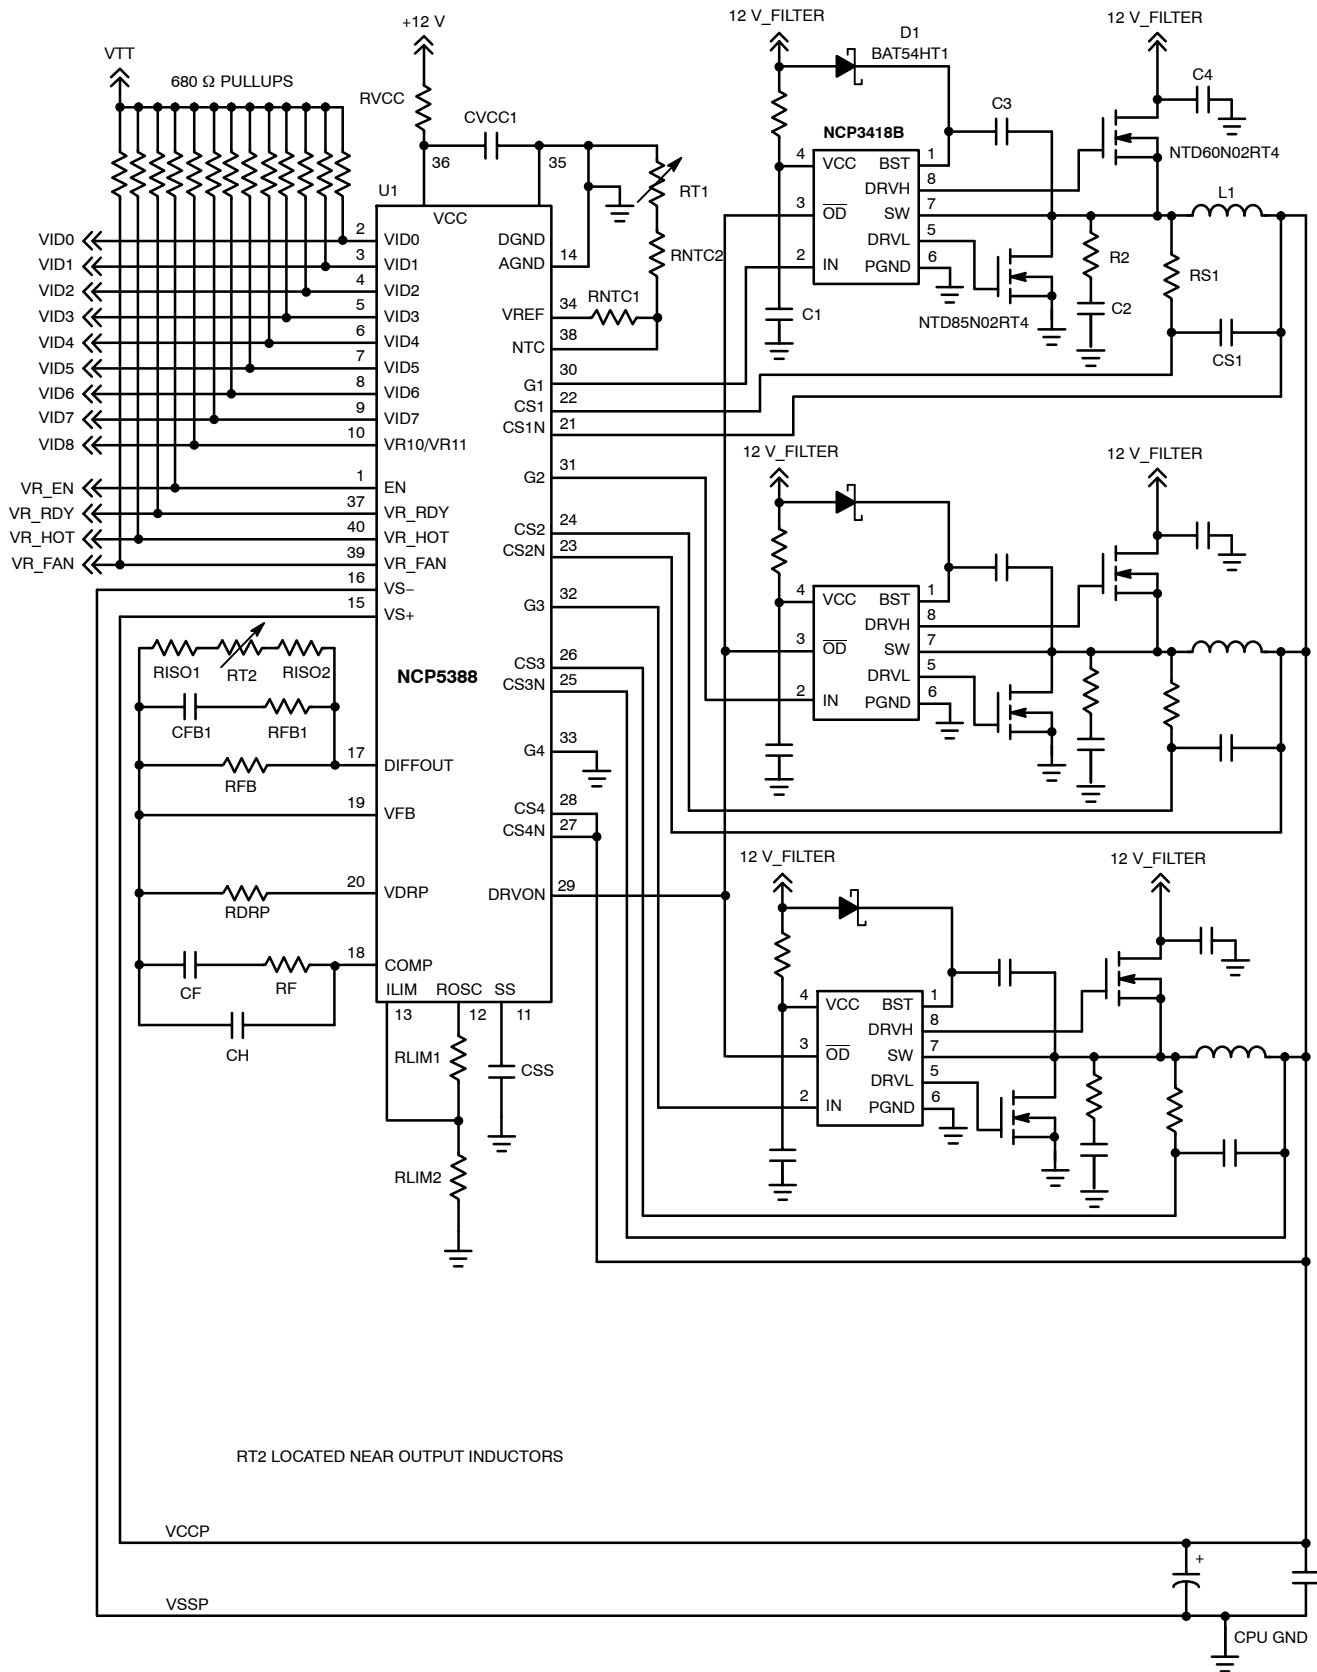 +12 V
12 V_FILTER
12 V_FILTER
D1
BAT54HT1
VTT
680 Ω PULLUPS
RVCC
CVCC1
36
35
C3
C4
NCP3418B
NTD60N02RT4
4
VCC
BST
1
DRVH
8
3
OD
SW
7
DRVL
5
2
IN
PGND
6
L1
R2
RS1
C1
NTD85N02RT4
C2
CS1
RT1
RNTC2
RNTC1
U1
VCC
VID0
2
VID0
DGND
VID1
3
VID1
AGND
14
VID2
4
VID2
VID3
5
VID3
VREF
34
VID4
6
VID4
NTC
38
VID5
7
VID5
G1
30
VID6
8
VID6
CS1
22
VID7
9
VID7
CS1N
21
VID8
10
VR10/VR11
G2
31
VR_EN
1
EN
VR_RDY
37
VR_RDY
CS2
24
VR_HOT
40
VR_HOT
CS2N
23
VR_FAN
39
VR_FAN
16
VS−
G3
32
15
VS+
RISO1
RT2
RISO2
NCP5388
CS3
26
CS3N
25
CFB1
RFB1
G4
33
17
DIFFOUT
RFB
19
VFB
CS4
28
CS4N
27
20
VDRP
DRVON
29
RDRP
18
COMP
CF
RF
ILIM
ROSC
SS
13
12
11
CH
RLIM1
CSS
RLIM2
12 V_FILTER
12 V_FILTER
4
VCC
BST
1
DRVH
8
3
OD
SW
7
DRVL
5
2
IN
PGND
6
12 V_FILTER
12 V_FILTER
4
VCC
BST
1
DRVH
8
3
OD
SW
7
DRVL
5
2
IN
PGND
6
RT2 LOCATED NEAR OUTPUT INDUCTORS
VCCP
+
VSSP
CPU GND